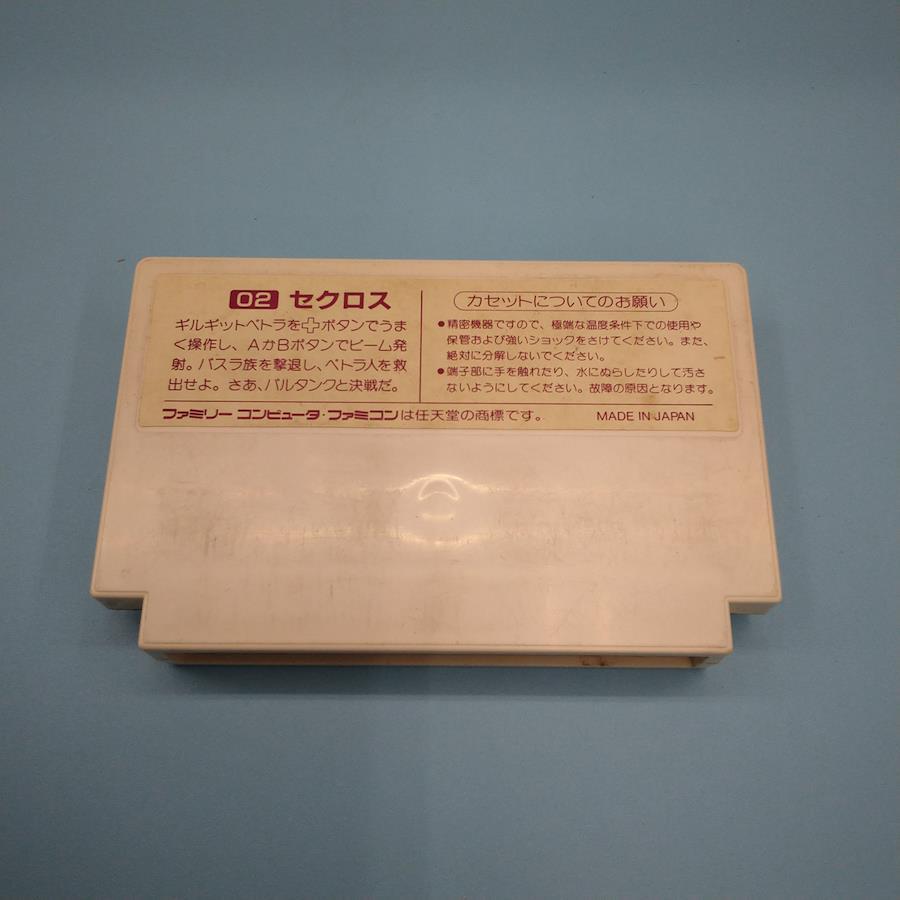 02 セクロス
ギルギットペトラを✚ボタンでうま
く操作し、AかBボタンでビーム発
射。バスラ族を撃退し、ペトラ人を救
出せよ。さあ、バルタンクと決戦だ。
カセットについてのお願い
●精密機器ですので、極端な温度条件下での使用や
保管および強いショックをさけてください。また、
絶対に分解しないでください。
●端子部に手を触れたり、水にぬらしたりして汚さ
ないようにしてください。故障の原因となります。
ファミリー コンピュータ・ファミコンは任天堂の商標です。
MADE IN JAPAN